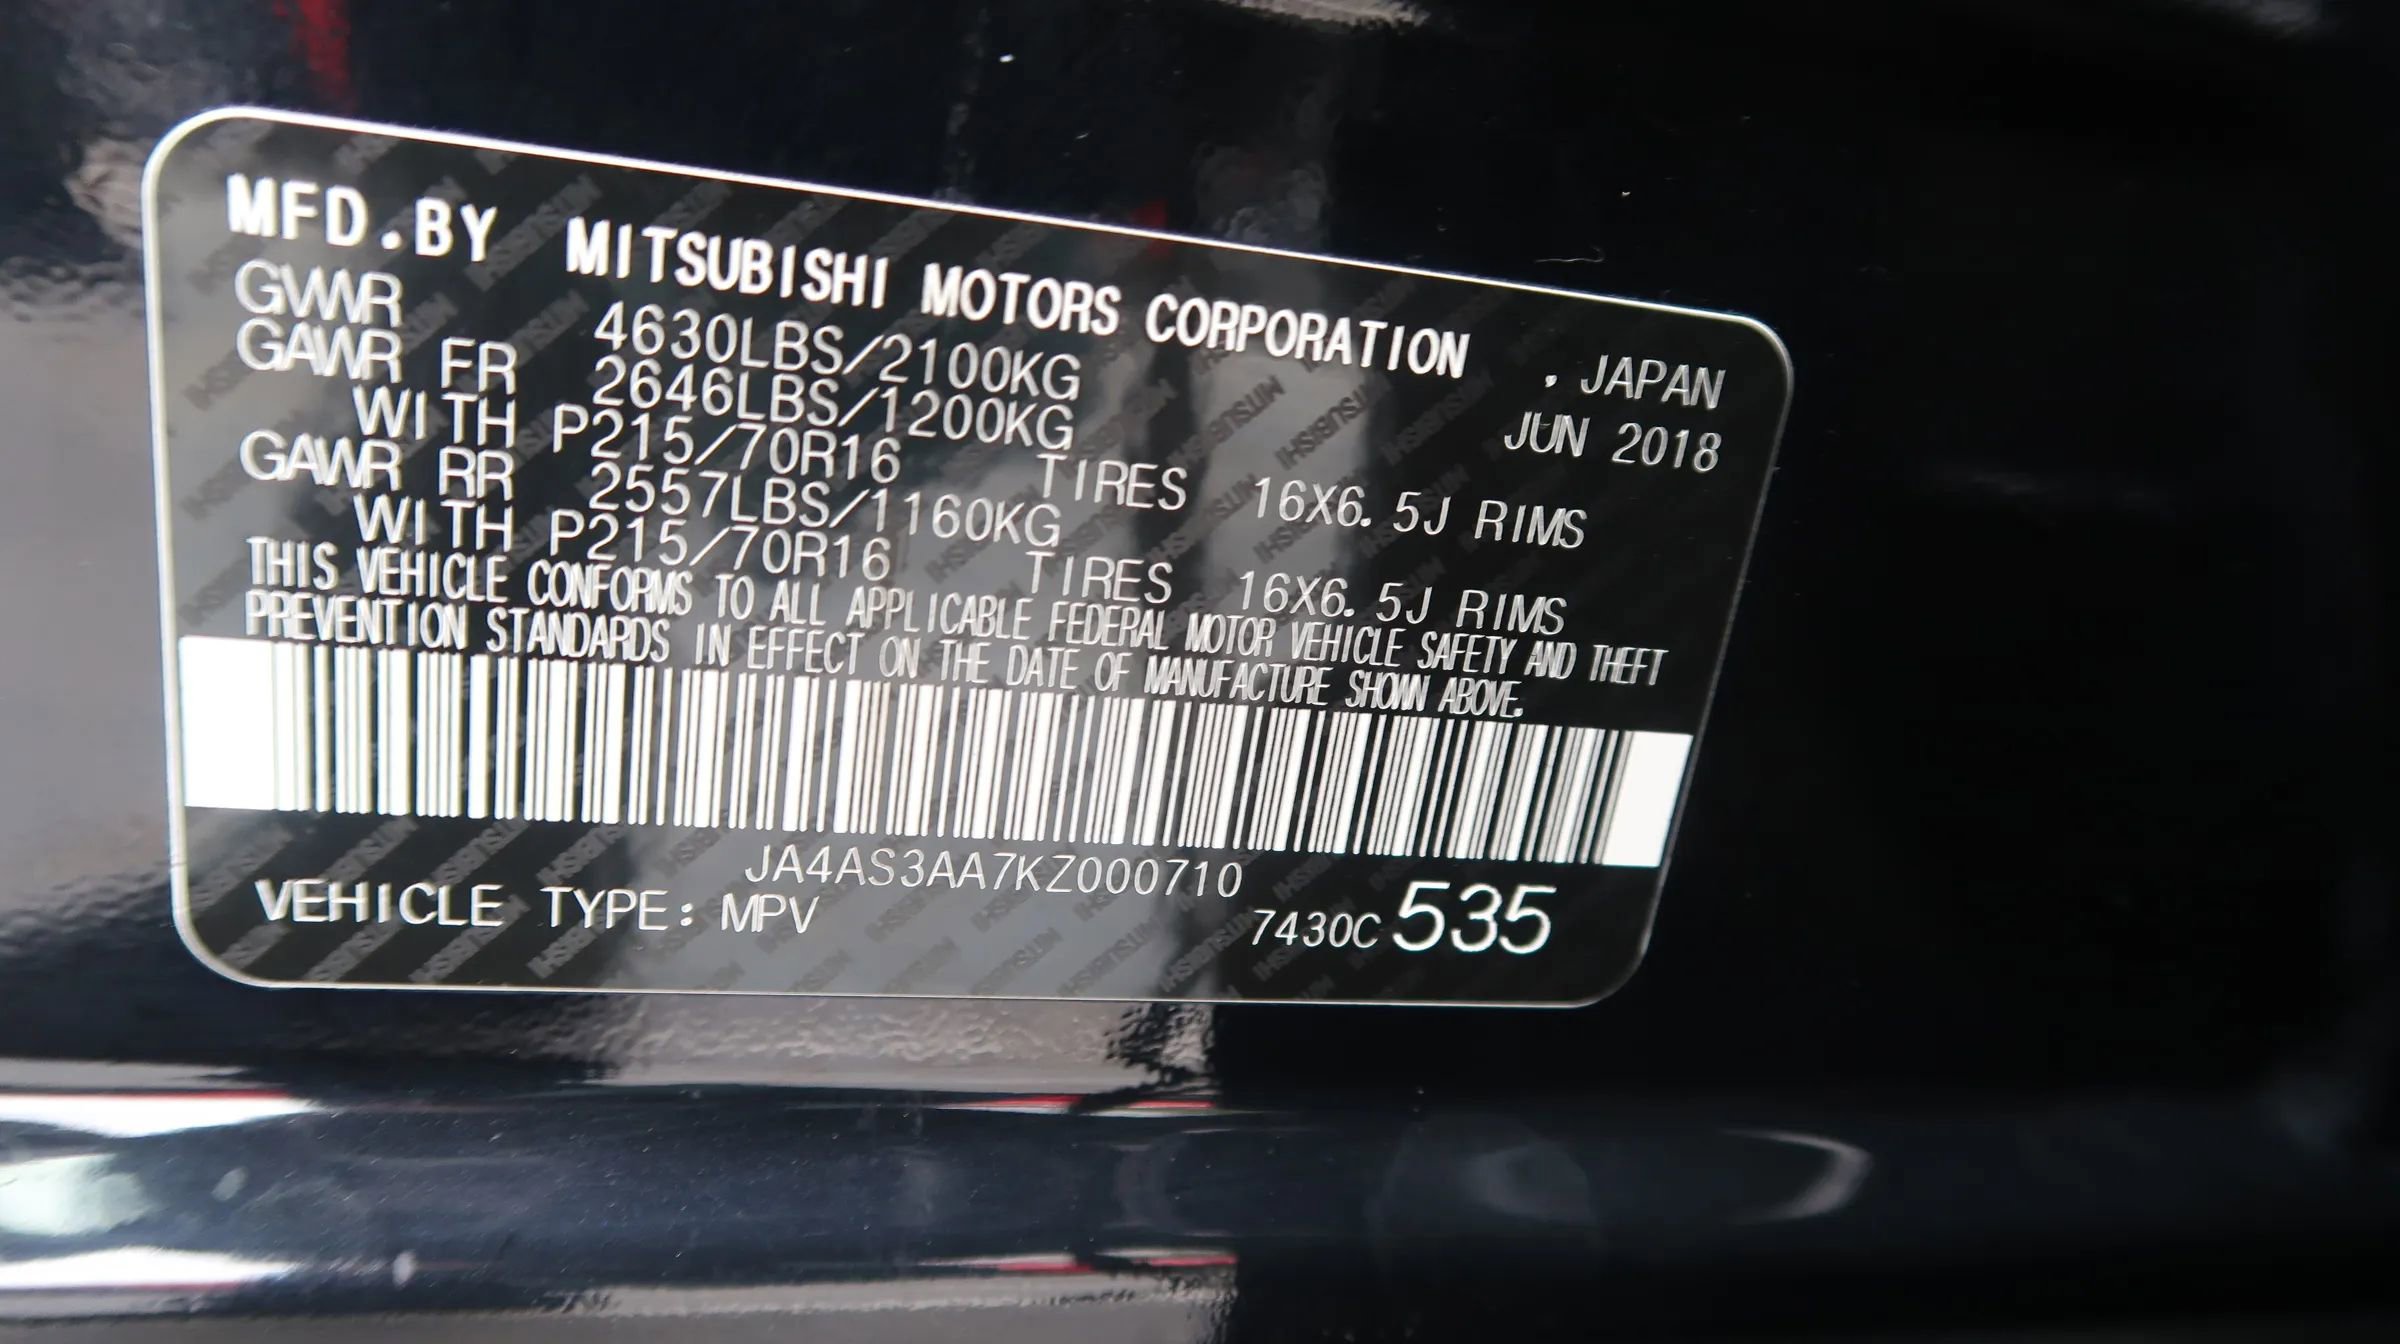 MFD.BY MITSUBISHI MOTORS CORPORATION , JAPAN
GVWR 4630LBS/2100KG JUN 2018
GAWR FR 2646LBS/1200KG
WITH P215/70R16 TIRES 16X6.5J RIMS
GAWR RR 2557LBS/1160KG
WITH P215/70R16 TIRES 16X6.5J RIMS
THIS VEHICLE CONFORMS TO ALL APPLICABLE FEDERAL MOTOR VEHICLE SAFETY AND THEFT
PREVENTION STANDARDS IN EFFECT ON THE DATE OF MANUFACTURE SHOWN ABOVE.
JA4AS3AA7KZ000710
VEHICLE TYPE: MPV 7430C 535